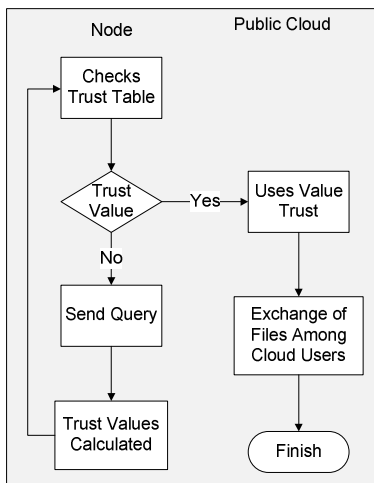 Node
Public Cloud
Checks
Trust Table
Trust
Value
Yes
Uses Value
Trust
No
Send Query
Exchange of
Files Among
Cloud Users
Trust Values
Calculated
Finish